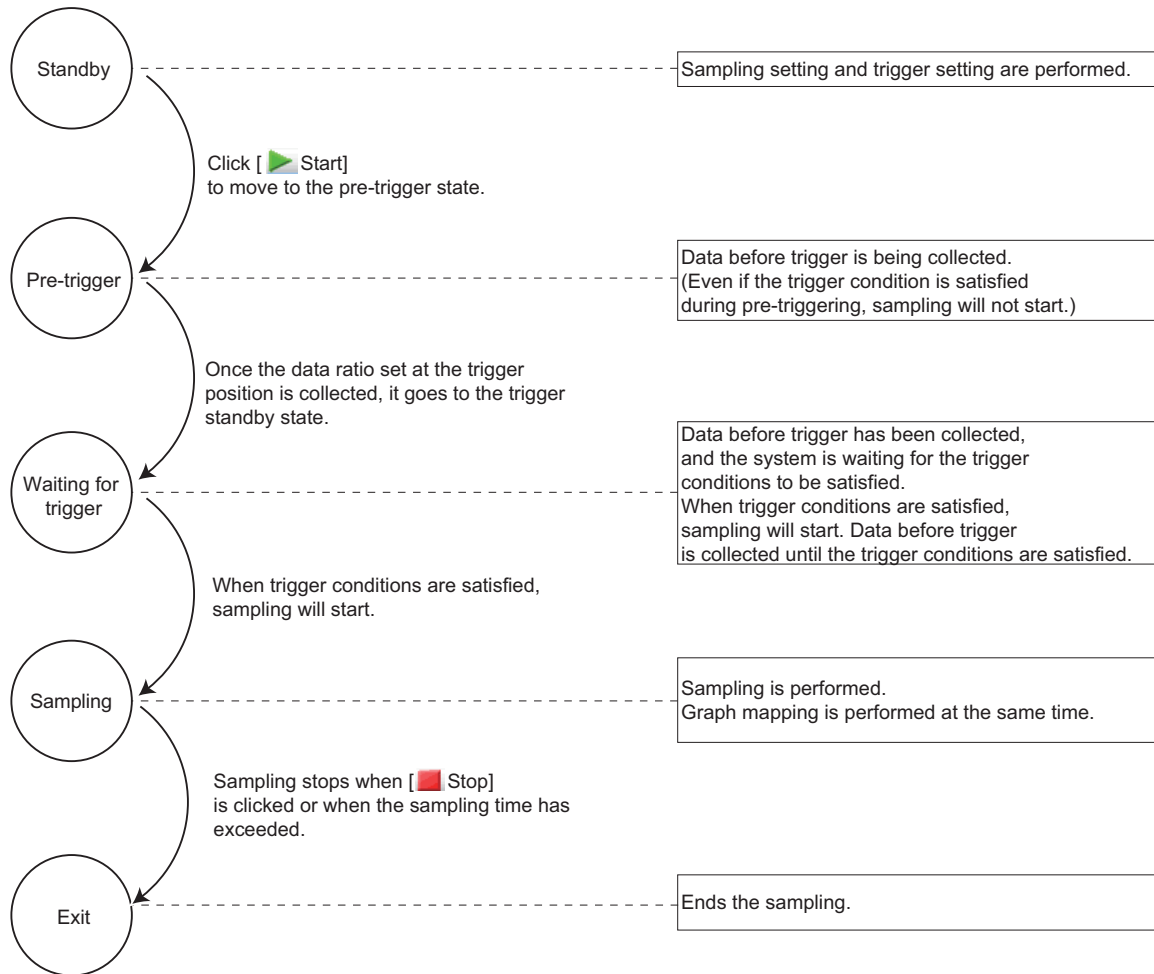 Standby
Sampling setting and trigger setting are performed.
Click [ Start]
to move to the pre-trigger state.
Pre-trigger
Data before trigger is being collected.
(Even if the trigger condition is satisfied
during pre-triggering, sampling will not start.)
Once the data ratio set at the trigger
position is collected, it goes to the trigger
standby state.
Waiting for
trigger
Data before trigger has been collected,
and the system is waiting for the trigger
conditions to be satisfied.
When trigger conditions are satisfied,
sampling will start. Data before trigger
is collected until the trigger conditions are satisfied.
When trigger conditions are satisfied,
sampling will start.
Sampling
Sampling is performed.
Graph mapping is performed at the same time.
Sampling stops when [ Stop]
is clicked or when the sampling time has
exceeded.
Exit
Ends the sampling.